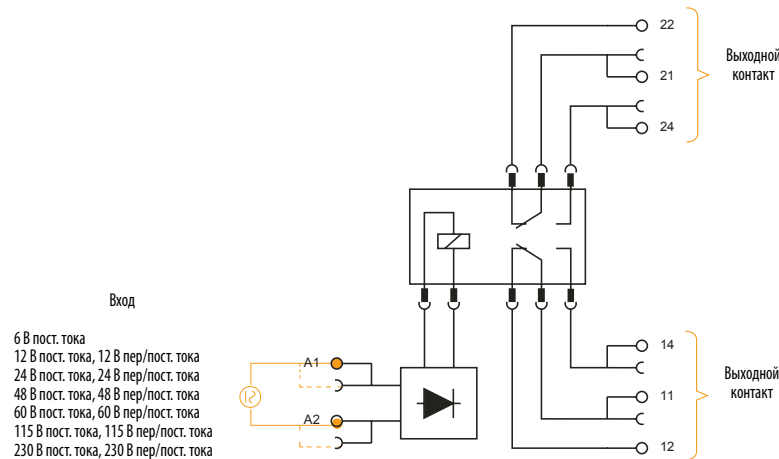 22
Выходной
контакт
21
24
Вход
6 В пост. тока
12 В пост. тока, 12 В пер/пост. тока
24 В пост. тока, 24 В пер/пост. тока
48 В пост. тока, 48 В пер/пост. тока
60 В пост. тока, 60 В пер/пост. тока
115 В пост. тока, 115 В пер/пост. тока
230 В пост. тока, 230 В пер/пост. тока
A1
A2
14
11
12
Выходной
контакт